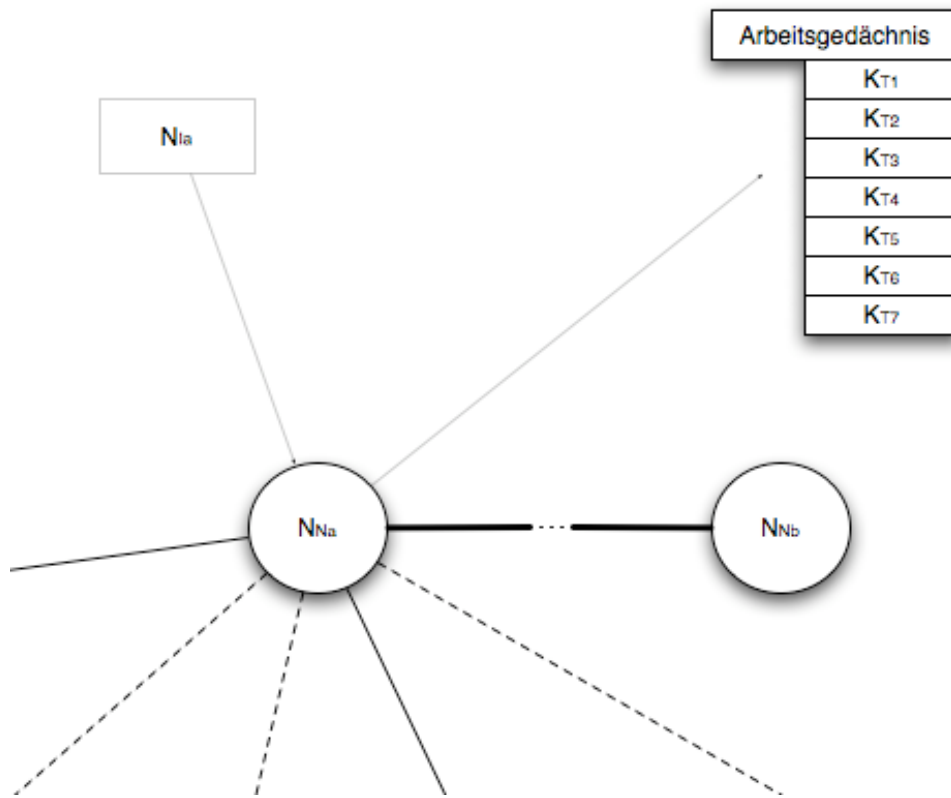 Arbeitsgedächnis
KT1
KT2
KT3
KT4
KT5
KT6
KT7
NIa
NNa
NNb